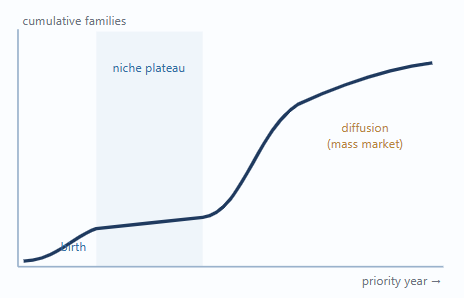 cumulative families
niche plateau
diffusion
(mass market)
birth
priority year →